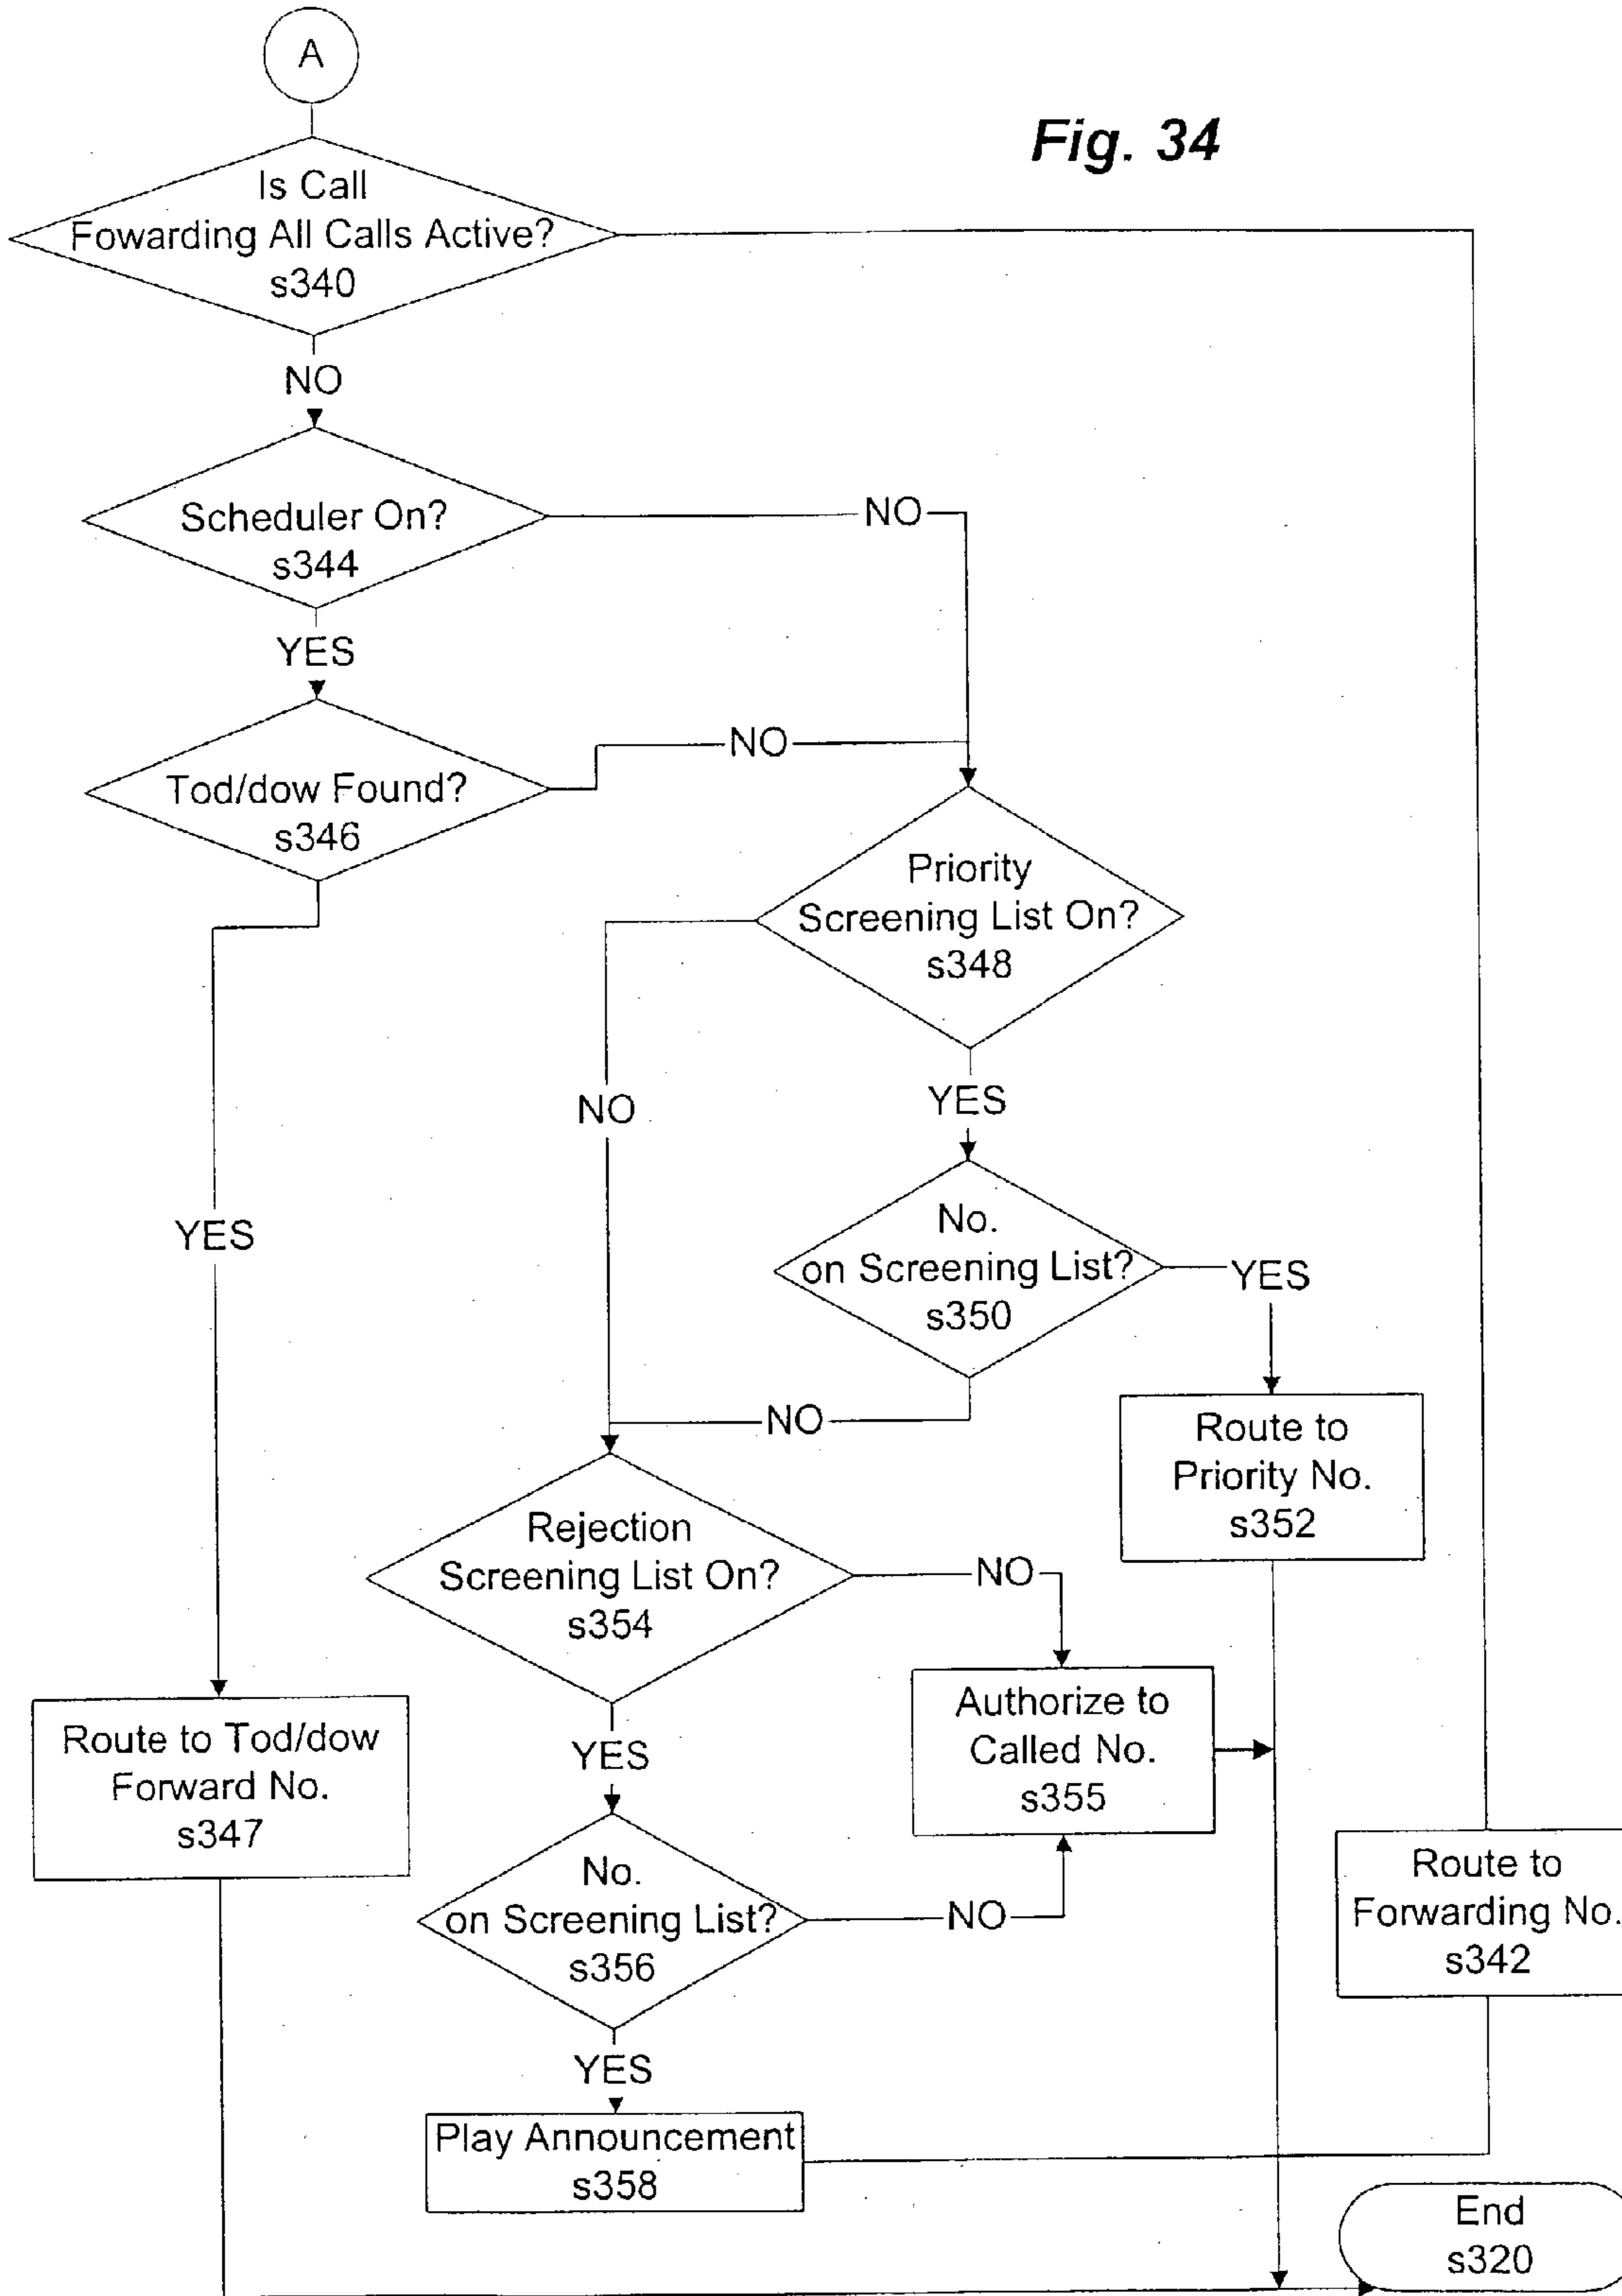 A
Fig. 34
Is Call
Fowarding All Calls Active?
s340
NO
Scheduler On?
s344
NO
YES
Tod/dow Found?
s346
NO
Priority
Screening List On?
s348
NO
YES
YES
No.
on Screening List?
s350
YES
NO
Route to
Priority No.
s352
Rejection
Screening List On?
s354
NO
Authorize to
Called No.
s355
YES
Route to Tod/dow
Forward No.
s347
No.
on Screening List?
s356
NO
Route to
Forwarding No.
s342
YES
Play Announcement
s358
End
s320